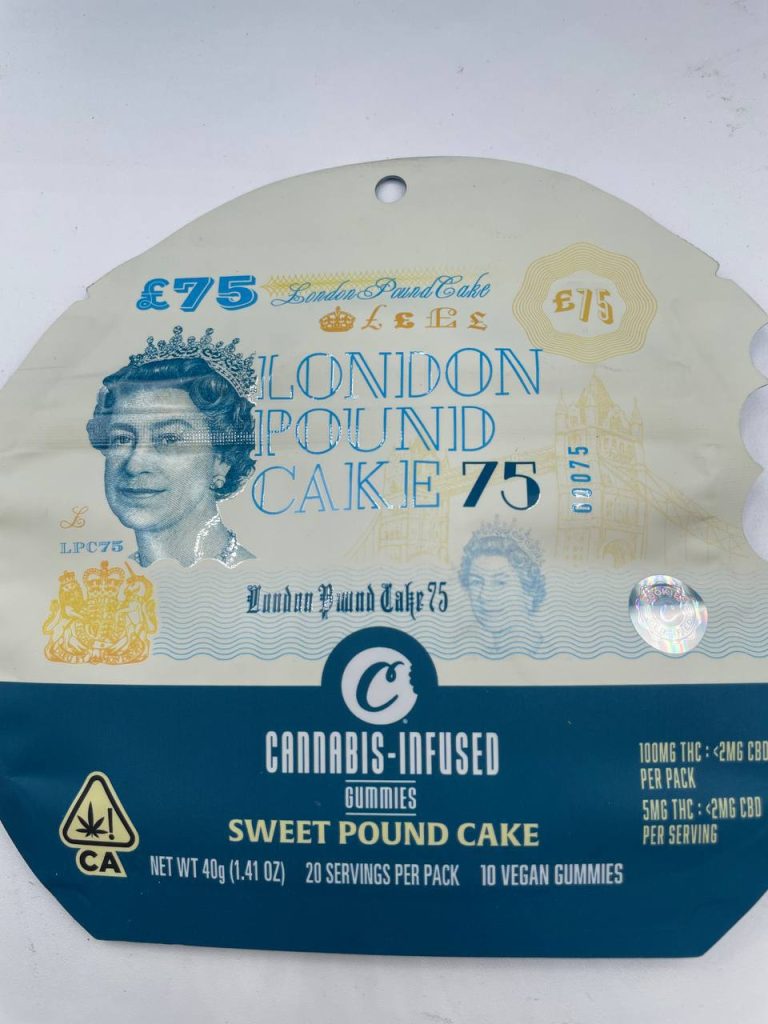 £75
London Pound Cake
£ £ £ £
£75
LONDON
POUND
CAKE 75
00075
£
LPC75
London Pound Cake 75
C
CANNABIS-INFUSED
GUMMIES
SWEET POUND CAKE
NET WT 40g (1.41 OZ) 20 SERVINGS PER PACK 10 VEGAN GUMMIES
100MG THC : <2MG CBD
PER PACK
5MG THC : <2MG CBD
PER SERVING
CA